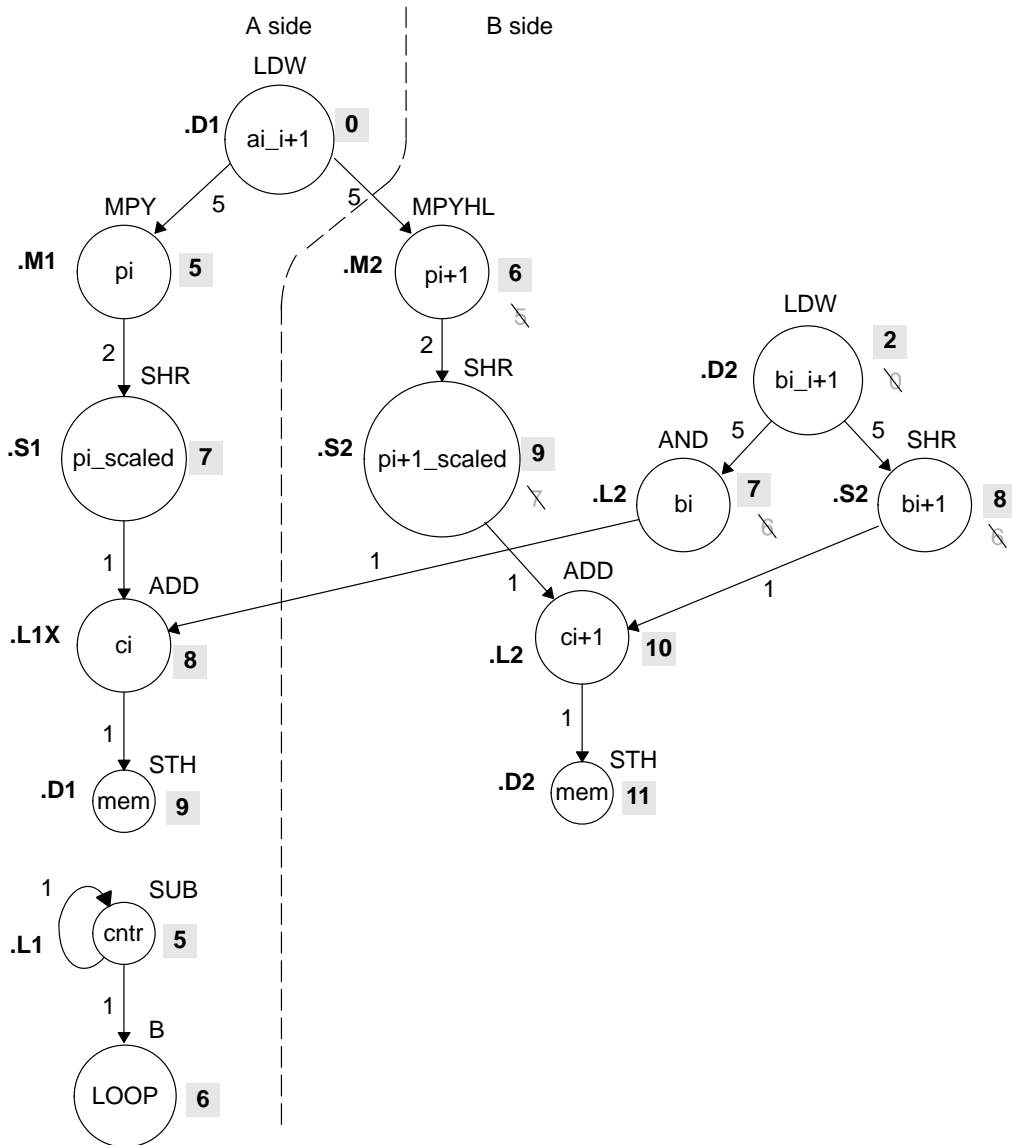 A side
B side
LDW
.D1
ai_i+1
0
5
5
MPY
.M1
pi
5
MPYHL
.M2
pi+1
6
5
2
SHR
.S1
pi_scaled
7
2
SHR
.S2
pi+1_scaled
9
7
LDW
.D2
bi_i+1
2
0
5
5
AND
.L2
bi
7
6
SHR
.S2
bi+1
8
6
1
1
1
1
ADD
.L1X
ci
8
ADD
.L2
ci+1
10
1
STH
.D1
mem
9
1
STH
.D2
mem
11
1
SUB
.L1
cntr
5
1
B
LOOP
6